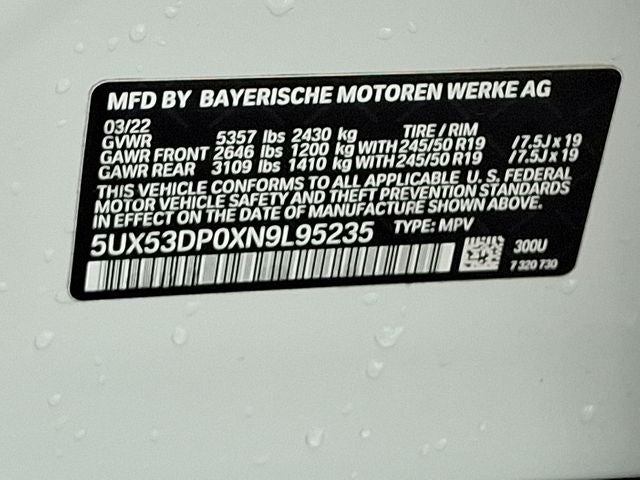 MFD BY BAYERISCHE MOTOREN WERKE AG
03/22
GVWR 5357 lbs 2430 kg TIRE / RIM
GAWR FRONT 2646 lbs 1200 kg WITH 245/50 R19 /7.5J x 19
GAWR REAR 3109 lbs 1410 kg WITH 245/50 R19 /7.5J x 19
THIS VEHICLE CONFORMS TO ALL APPLICABLE U. S. FEDERAL
MOTOR VEHICLE SAFETY AND THEFT PREVENTION STANDARDS
IN EFFECT ON THE DATE OF MANUFACTURE SHOWN ABOVE.
5UX53DP0XN9L95235 TYPE: MPV
300U
7 320 730